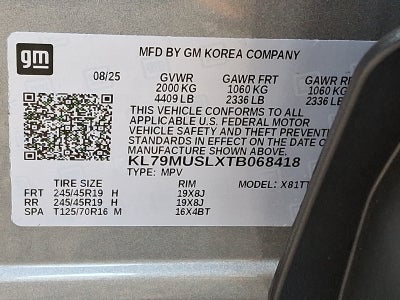 gm
MFD BY GM KOREA COMPANY
08/25 GVWR GAWR FRT GAWR RR
2000 KG 1060 KG 1060 KG
4409 LB 2336 LB 2336 LB
THIS VEHICLE CONFORMS TO ALL
APPLICABLE U.S. FEDERAL MOTOR
VEHICLE SAFETY AND THEFT
STANDARDS IN EFFECT ON THE DATE OF
MANUFACTURE SHOWN ABOVE.
KL79MUSLXTB068418
TYPE: MPV
TIRE SIZE RIM MODEL:
FRT 245/45R19 H 19X8J
RR 245/45R19 H 19X8J
SPA T125/70R16 M 16X4BT